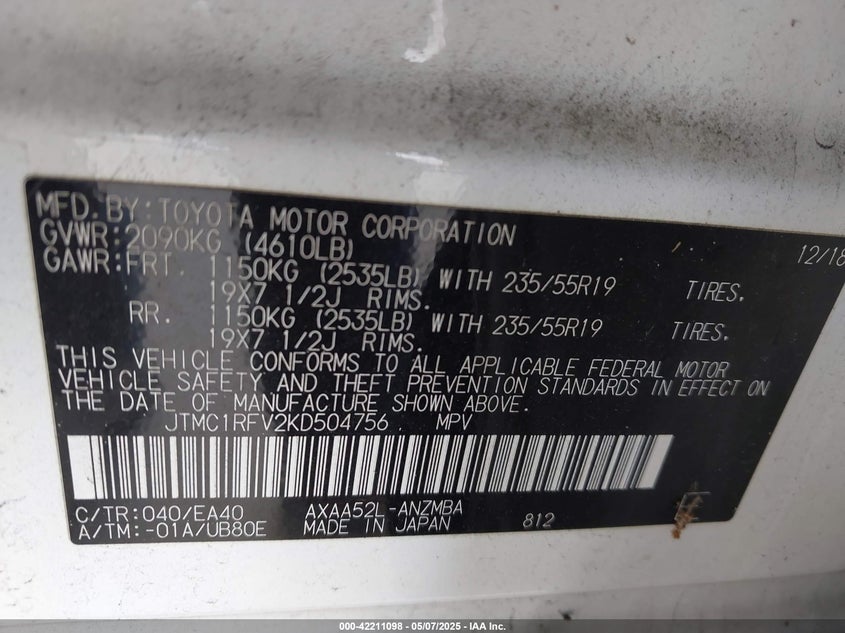 MFD. BY: TOYOTA MOTOR CORPORATION 12/18
GVWR: 2090KG (4610LB)
GAWR: FRT. 1150KG (2535LB) WITH 235/55R19 TIRES.
19X7 1/2J RIMS.
RR. 1150KG (2535LB) WITH 235/55R19 TIRES.
19X7 1/2J RIMS.
THIS VEHICLE CONFORMS TO ALL APPLICABLE FEDERAL MOTOR
VEHICLE SAFETY AND THEFT PREVENTION STANDARDS IN EFFECT ON
THE DATE OF MANUFACTURE SHOWN ABOVE.
JTMC1RFV2KD504756 MPV
C/TR: 040/EA40 AXAA52L-ANZMBA
A/TM: -01A/UB80E MADE IN JAPAN 812
000-42211098 - 05/07/2025 - IAA Inc.